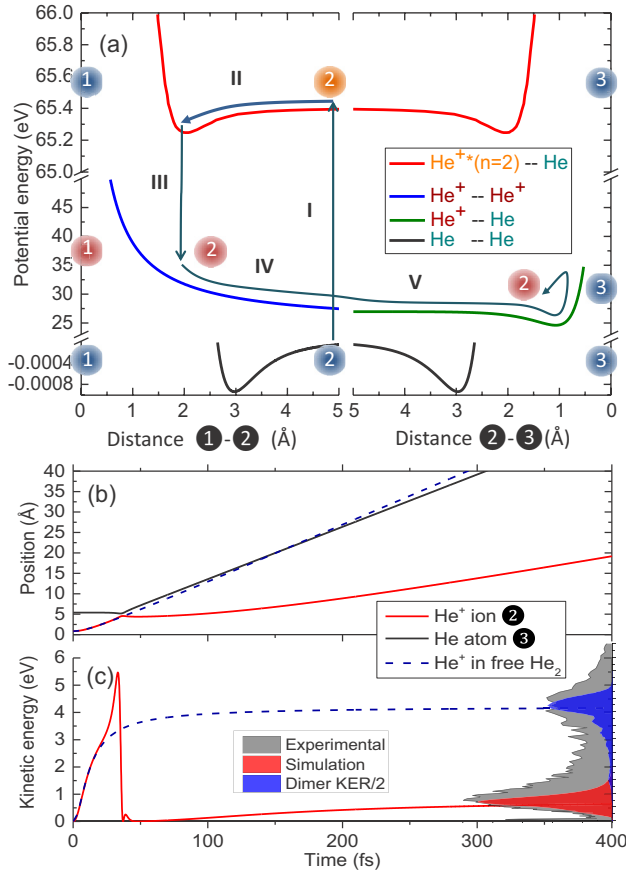 (a)
Potential energy (eV)
66.0
65.8
65.6
65.4
65.2
65.0
45
40
35
30
25
-0.0004
-0.0008
1
2
3
II
III
I
1
2
IV
V
2
3
1
2
3
He⁺*(n=2) -- He
He⁺ -- He⁺
He⁺ -- He
He -- He
0 1 2 3 4 5 5 4 3 2 1 0
Distance 1-2 (Å)
Distance 2-3 (Å)
(b)
Position (Å)
40
35
30
25
20
15
10
5
0
He⁺ ion 2
He atom 3
He⁺ in free He₂
(c)
Kinetic energy (eV)
6
5
4
3
2
1
0
Experimental
Simulation
Dimer KER/2
0 100 200 300 400
Time (fs)